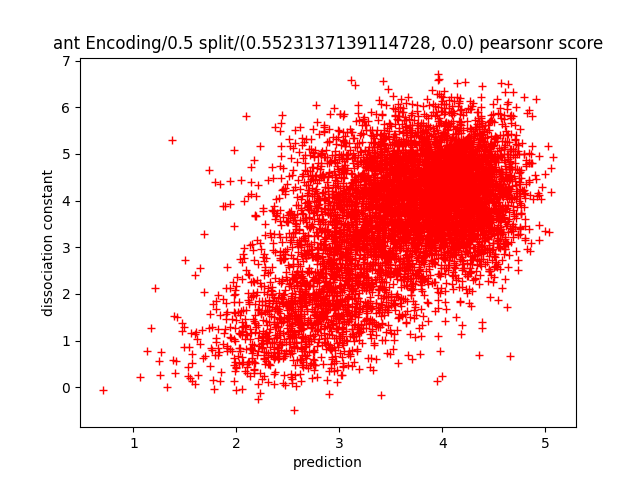 ant Encoding/0.5 split/(0.5523137139114728, 0.0) pearsonr score
7
6
5
4
3
2
1
0
dissociation constant
1 2 3 4 5
prediction